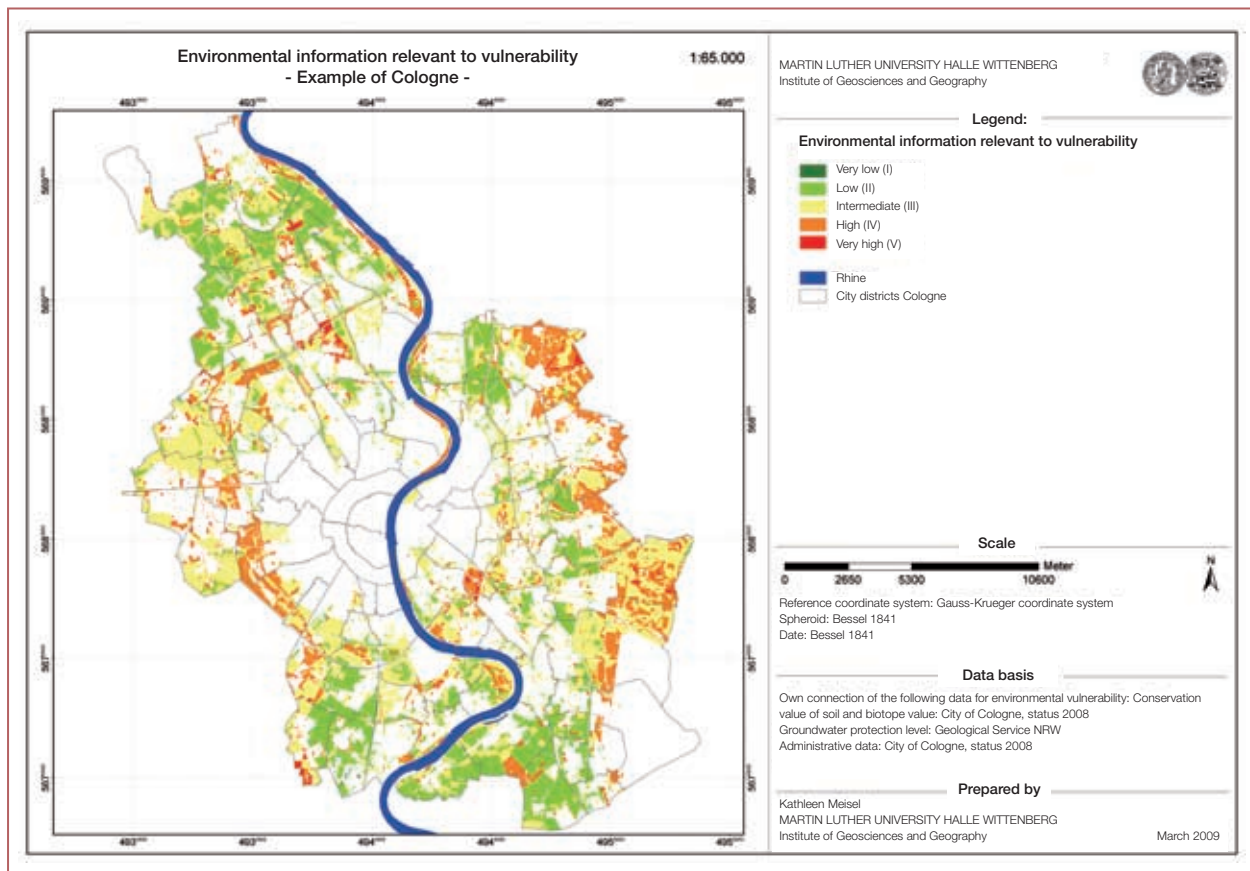 Environmental information relevant to vulnerability
- Example of Cologne -
1:65.000
MARTIN LUTHER UNIVERSITY HALLE WITTENBERG
Institute of Geosciences and Geography
Legend:
Environmental information relevant to vulnerability
Very low (I)
Low (II)
Intermediate (III)
High (IV)
Very high (V)
Rhine
City districts Cologne
Scale
Meter
0 2650 5300 10600
N
Reference coordinate system: Gauss-Krueger coordinate system
Spheroid: Bessel 1841
Date: Bessel 1841
Data basis
Own connection of the following data for environmental vulnerability: Conservation
value of soil and biotope value: City of Cologne, status 2008
Groundwater protection level: Geological Service NRW
Administrative data: City of Cologne, status 2008
Prepared by
Kathleen Meisel
MARTIN LUTHER UNIVERSITY HALLE WITTENBERG
Institute of Geosciences and Geography
March 2009